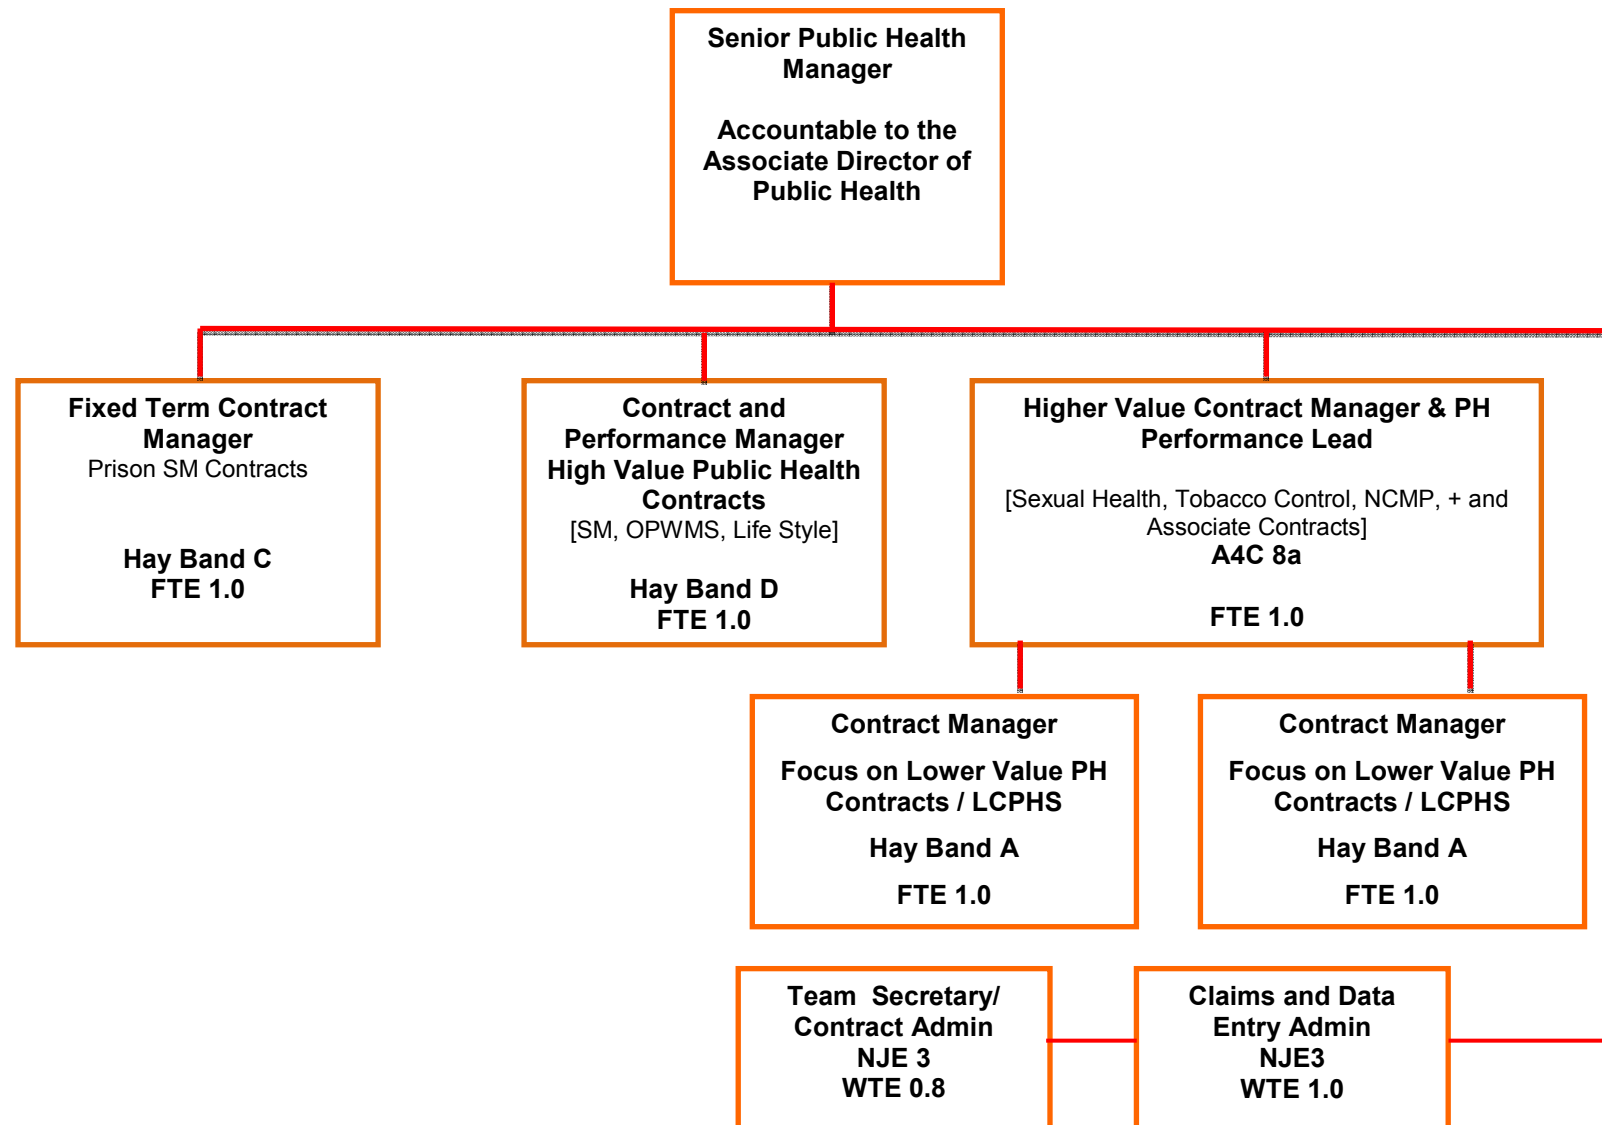 Senior Public Health
Manager
Accountable to the
Associate Director of
Public Health
Fixed Term Contract
Manager
Prison SM Contracts
Hay Band C
FTE 1.0
Contract and
Performance Manager
High Value Public Health
Contracts
[SM, OPWMS, Life Style]
Hay Band D
FTE 1.0
Higher Value Contract Manager & PH
Performance Lead
[Sexual Health, Tobacco Control, NCMP, + and
Associate Contracts]
A4C 8a
FTE 1.0
Contract Manager
Focus on Lower Value PH
Contracts / LCPHS
Hay Band A
FTE 1.0
Contract Manager
Focus on Lower Value PH
Contracts / LCPHS
Hay Band A
FTE 1.0
Team Secretary/
Contract Admin
NJE 3
WTE 0.8
Claims and Data
Entry Admin
NJE3
WTE 1.0